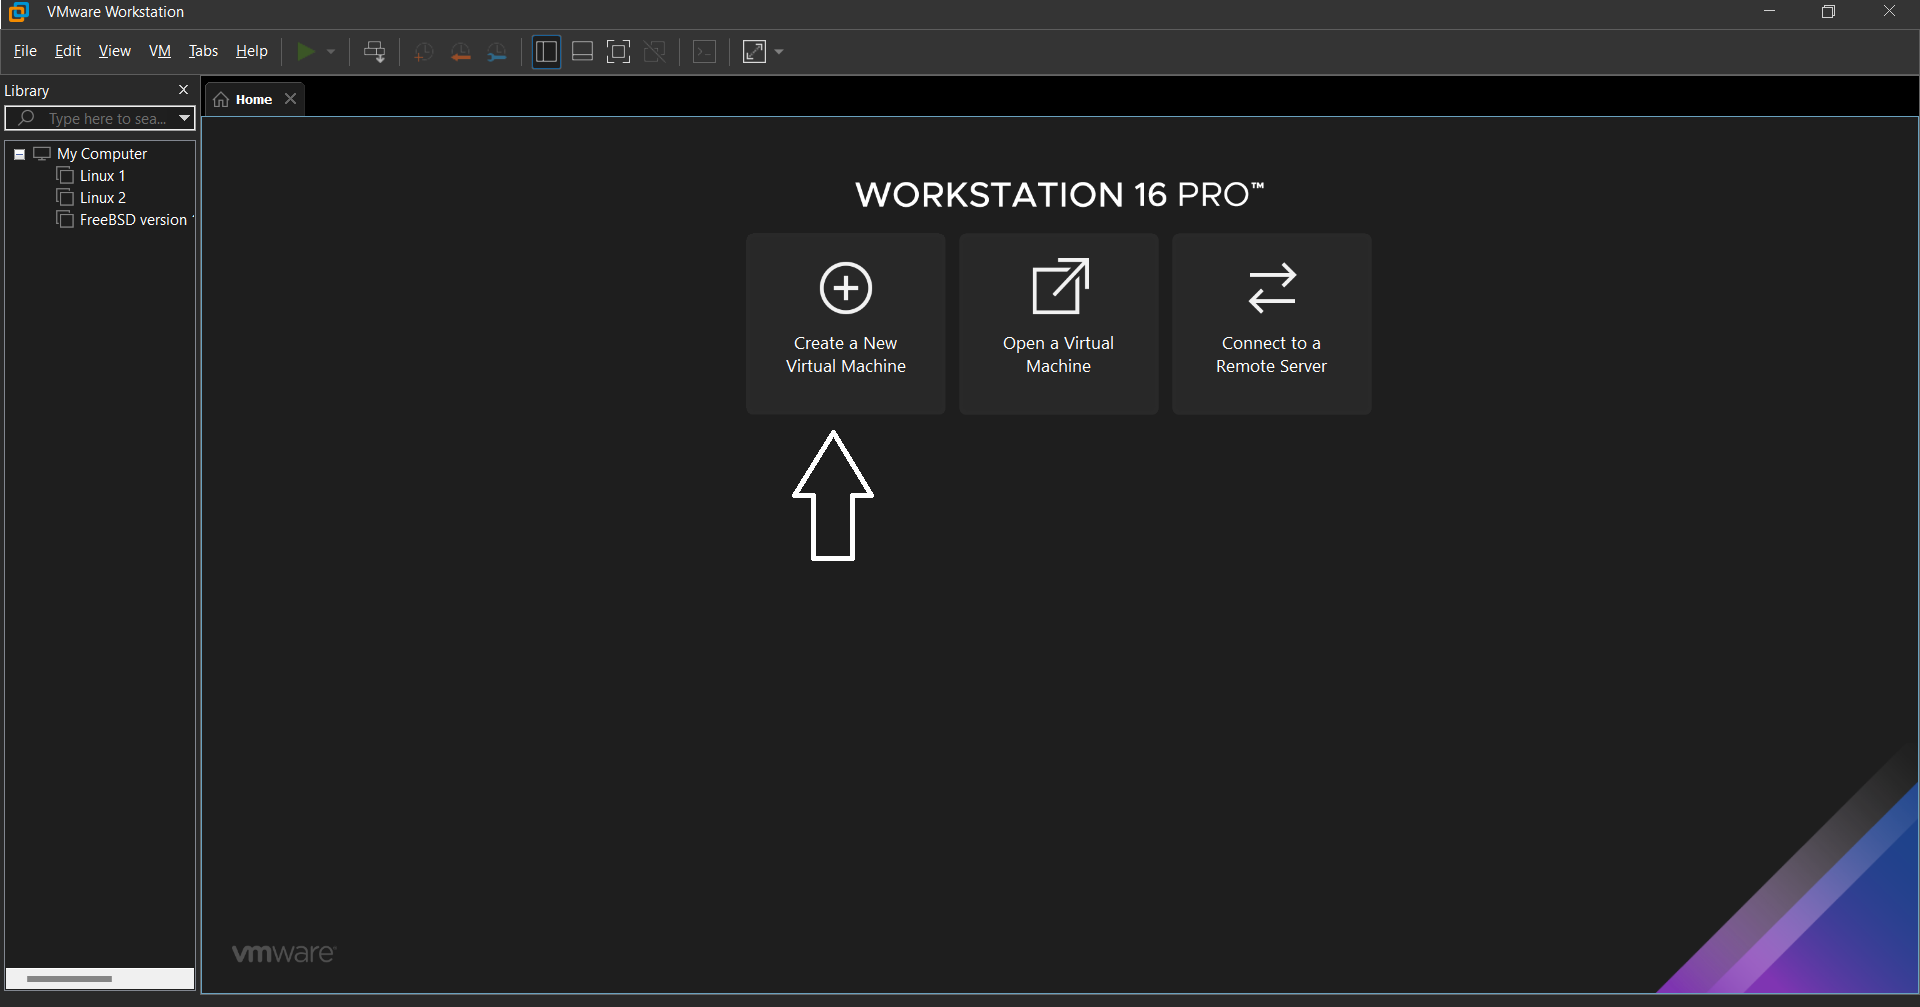 VMware Workstation
File Edit View VM Tabs Help
Library
Home
Type here to sea...
My Computer
Linux 1
Linux 2
FreeBSD version
WORKSTATION 16 PRO™
Create a New
Virtual Machine
Open a Virtual
Machine
Connect to a
Remote Server
vmware